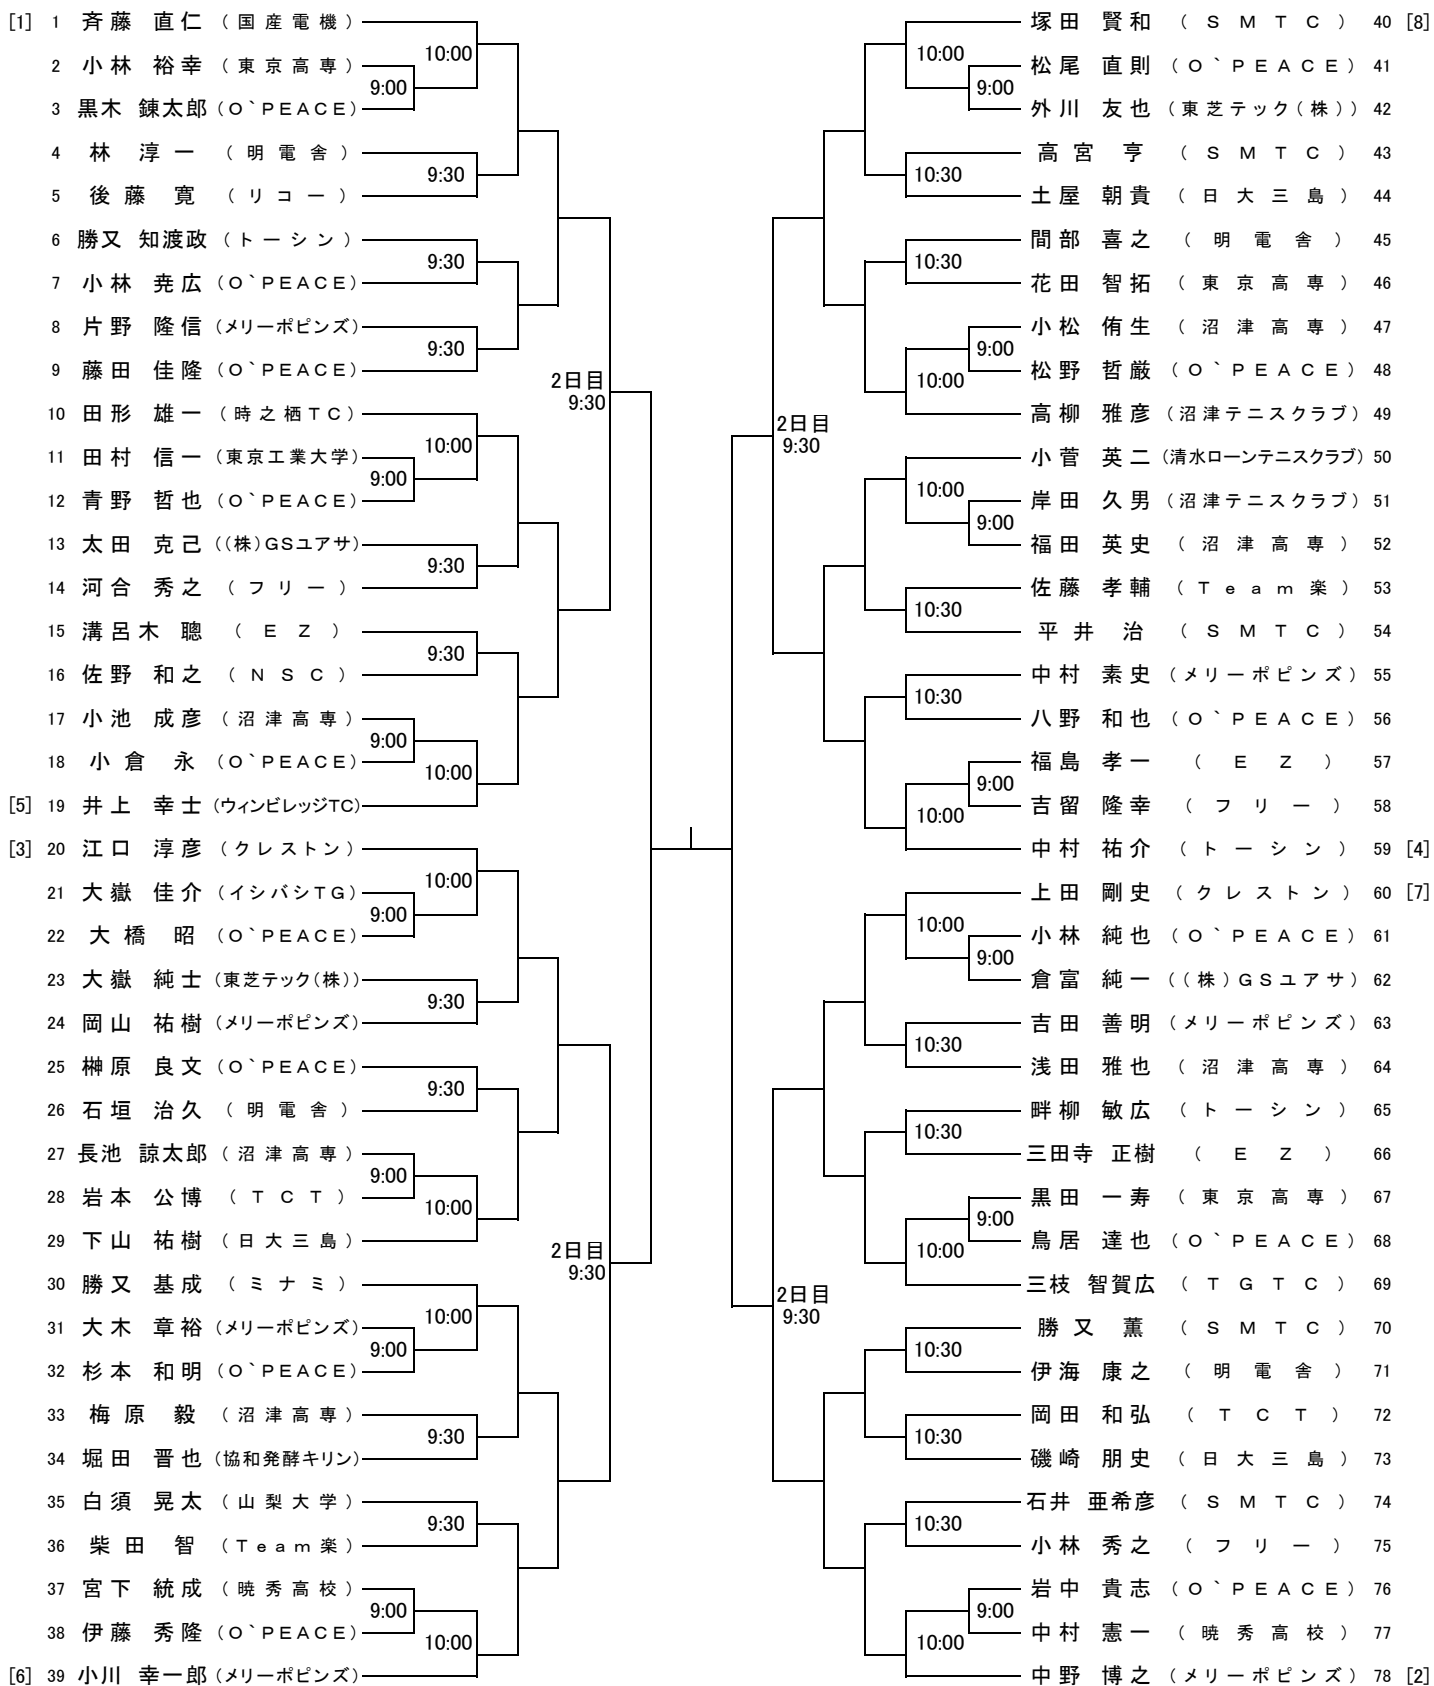 [1] 1 斉藤 直仁 (国産電機)
10:00
2 小林 裕幸 (東京高専)
9:00
3 黒木 錬太郎 (O`PEACE)
4 林 淳一 (明電舎)
9:30
5 後藤 寛 (リコー)
6 勝又 知渡政 (トーシン)
9:30
7 小林 尭広 (O`PEACE)
8 片野 隆信 (メリーポピンズ)
9:30
9 藤田 佳隆 (O`PEACE)
2日目
9:30
10 田形 雄一 (時之栖TC)
10:00
11 田村 信一 (東京工業大学)
9:00
12 青野 哲也 (O`PEACE)
13 太田 克己 ((株)GSユアサ)
9:30
14 河合 秀之 (フリー)
15 溝呂木 聰 (EZ)
9:30
16 佐野 和之 (NSC)
17 小池 成彦 (沼津高専)
9:00
18 小倉 永 (O`PEACE)
10:00
[5] 19 井上 幸士 (ウィンビレッジTC)
[3] 20 江口 淳彦 (クレストン)
10:00
21 大嶽 佳介 (イシバシTG)
9:00
22 大橋 昭 (O`PEACE)
23 大嶽 純士 (東芝テック(株))
9:30
24 岡山 祐樹 (メリーポピンズ)
25 榊原 良文 (O`PEACE)
9:30
26 石垣 治久 (明電舎)
27 長池 諒太郎 (沼津高専)
9:00
28 岩本 公博 (TCT)
10:00
29 下山 祐樹 (日大三島)
2日目
9:30
30 勝又 基成 (ミナミ)
10:00
31 大木 章裕 (メリーポピンズ)
9:00
32 杉本 和明 (O`PEACE)
33 梅原 毅 (沼津高専)
9:30
34 堀田 晋也 (協和発酵キリン)
35 白須 晃太 (山梨大学)
9:30
36 柴田 智 (Team楽)
37 宮下 統成 (暁秀高校)
9:00
38 伊藤 秀隆 (O`PEACE)
10:00
[6] 39 小川 幸一郎 (メリーポピンズ)
塚田 賢和 (SMTC) 40 [8]
10:00
松尾 直則 (O`PEACE) 41
9:00
外川 友也 (東芝テック(株)) 42
高宮 亨 (SMTC) 43
10:30
土屋 朝貴 (日大三島) 44
間部 喜之 (明電舎) 45
10:30
花田 智拓 (東京高専) 46
小松 侑生 (沼津高専) 47
9:00
松野 哲厳 (O`PEACE) 48
10:00
高柳 雅彦 (沼津テニスクラブ) 49
2日目
9:30
小菅 英二 (清水ローンテニスクラブ) 50
10:00
岸田 久男 (沼津テニスクラブ) 51
9:00
福田 英史 (沼津高専) 52
佐藤 孝輔 (Team楽) 53
10:30
平井 治 (SMTC) 54
中村 素史 (メリーポピンズ) 55
10:30
八野 和也 (O`PEACE) 56
福島 孝一 (EZ) 57
9:00
吉留 隆幸 (フリー) 58
10:00
中村 祐介 (トーシン) 59 [4]
上田 剛史 (クレストン) 60 [7]
10:00
小林 純也 (O`PEACE) 61
9:00
倉富 純一 ((株)GSユアサ) 62
吉田 善明 (メリーポピンズ) 63
10:30
浅田 雅也 (沼津高専) 64
畔柳 敏広 (トーシン) 65
10:30
三田寺 正樹 (EZ) 66
黒田 一寿 (東京高専) 67
9:00
鳥居 達也 (O`PEACE) 68
10:00
三枝 智賀広 (TGTC) 69
2日目
9:30
勝又 薫 (SMTC) 70
10:30
伊海 康之 (明電舎) 71
岡田 和弘 (TCT) 72
10:30
磯崎 朋史 (日大三島) 73
石井 亜希彦 (SMTC) 74
10:30
小林 秀之 (フリー) 75
岩中 貴志 (O`PEACE) 76
9:00
中村 憲一 (暁秀高校) 77
10:00
中野 博之 (メリーポピンズ) 78 [2]